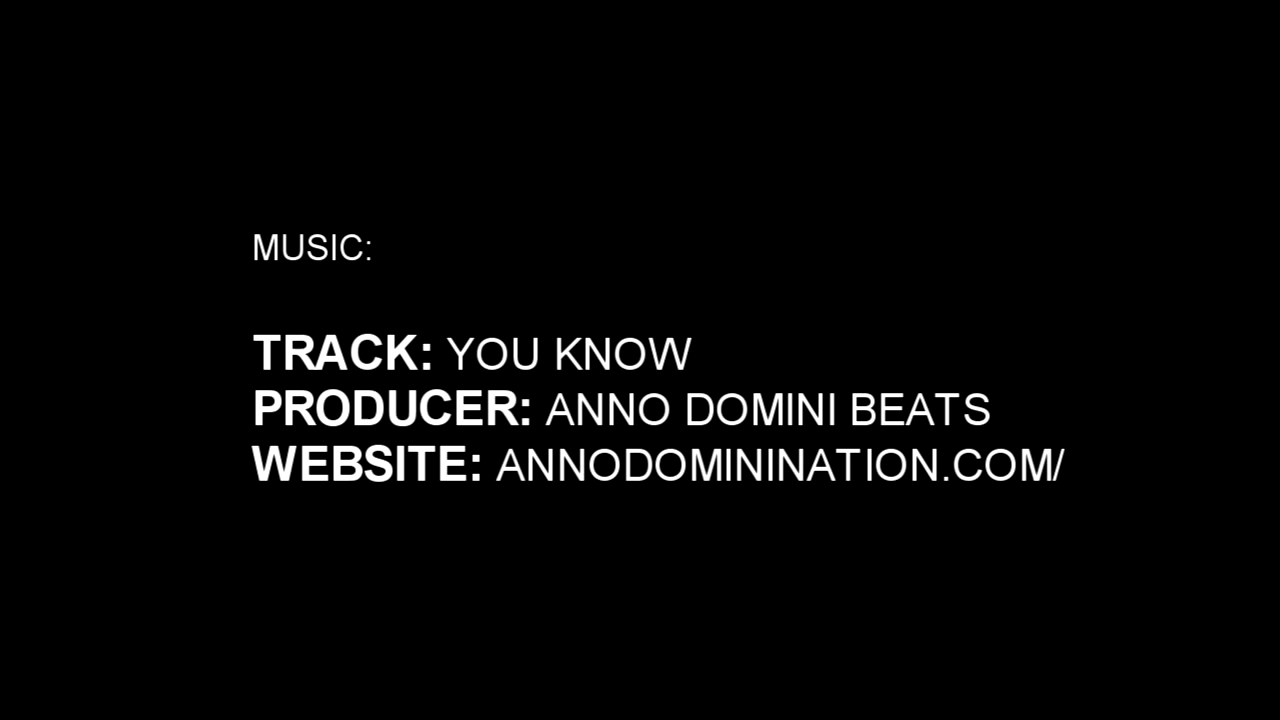 MUSIC:
TRACK: YOU KNOW
PRODUCER: ANNO DOMINI BEATS
WEBSITE: ANNODOMININATION.COM/